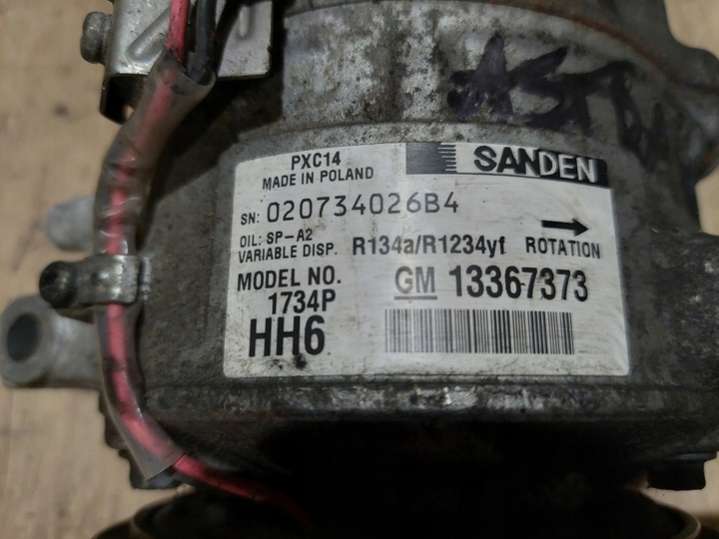 ASTRA
PXC14
MADE IN POLAND
SANDEN
SN: 020734026B4
OIL: SP-A2
VARIABLE DISP. R134a/R1234yf ROTATION
MODEL NO. GM 13367373
1734P
HH6